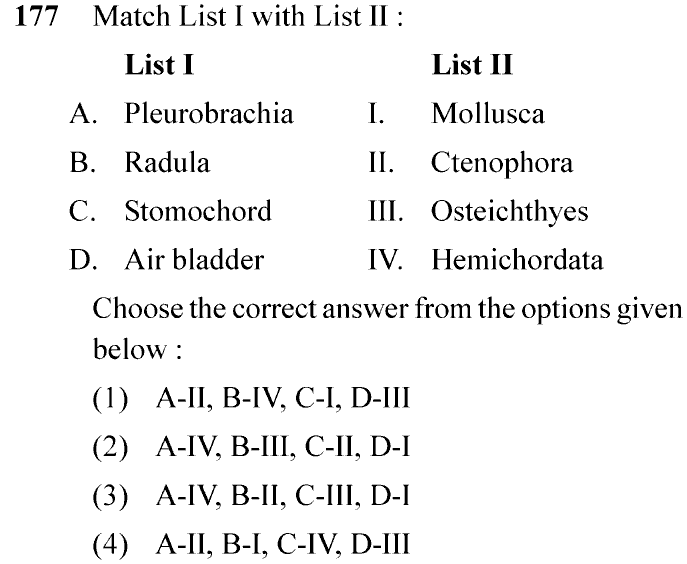 177 Match List I with List II :
List I List II
A. Pleurobrachia I. Mollusca
B. Radula II. Ctenophora
C. Stomochord III. Osteichthyes
D. Air bladder IV. Hemichordata
Choose the correct answer from the options given
below :
(1) A-II, B-IV, C-I, D-III
(2) A-IV, B-III, C-II, D-I
(3) A-IV, B-II, C-III, D-I
(4) A-II, B-I, C-IV, D-III